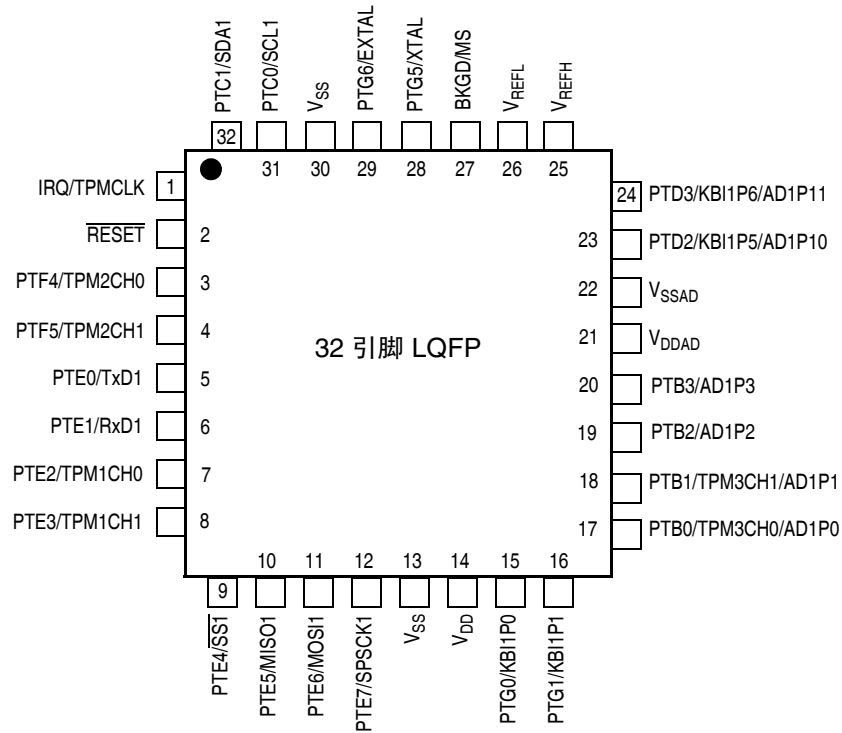 PTC1/SDA1
PTC0/SCL1
VSS
PTG6/EXTAL
PTG5/XTAL
BKGD/MS
VREFL
VREFH
32
31
30
29
28
27
26
25
IRQ/TPMCLK
1
RESET
2
PTF4/TPM2CH0
3
PTF5/TPM2CH1
4
PTE0/TxD1
5
PTE1/RxD1
6
PTE2/TPM1CH0
7
PTE3/TPM1CH1
8
32 引脚 LQFP
24
PTD3/KBI1P6/AD1P11
23
PTD2/KBI1P5/AD1P10
22
VSSAD
21
VDDAD
20
PTB3/AD1P3
19
PTB2/AD1P2
18
PTB1/TPM3CH1/AD1P1
17
PTB0/TPM3CH0/AD1P0
9
10
11
12
13
14
15
16
PTE4/SS1
PTE5/MISO1
PTE6/MOSI1
PTE7/SPSCK1
VSS
VDD
PTG0/KBI1P0
PTG1/KBI1P1